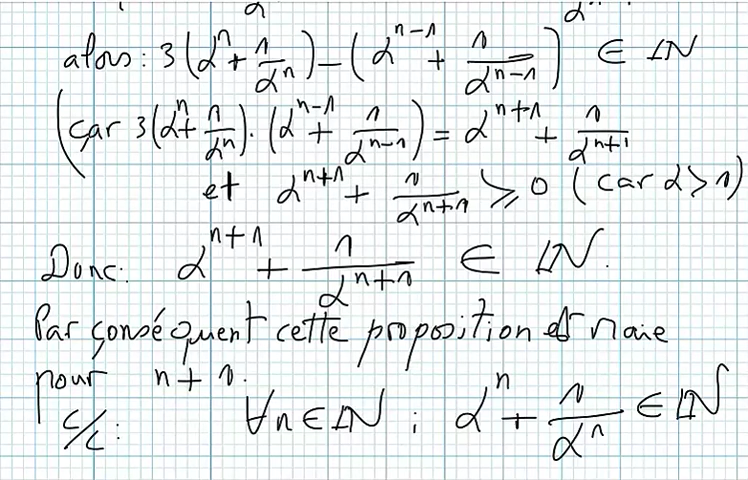 alors : 3(α^n + 1/α^n) - (α^{n-1} + 1/α^{n-1}) ∈ ℕ
(car 3(α^n + 1/α^n) · (α^{n-1} + 1/α^{n-1}) = α^{n+1} + 1/α^{n+1}
et α^{n+1} + 1/α^{n+1} ≥ 0 (car α > 1)
Donc : α^{n+1} + 1/α^{n+1} ∈ ℕ.
Par conséquent cette proposition est vraie
pour n + 1.
c/c : ∀n ∈ ℕ ; α^n + 1/α^n ∈ ℕ